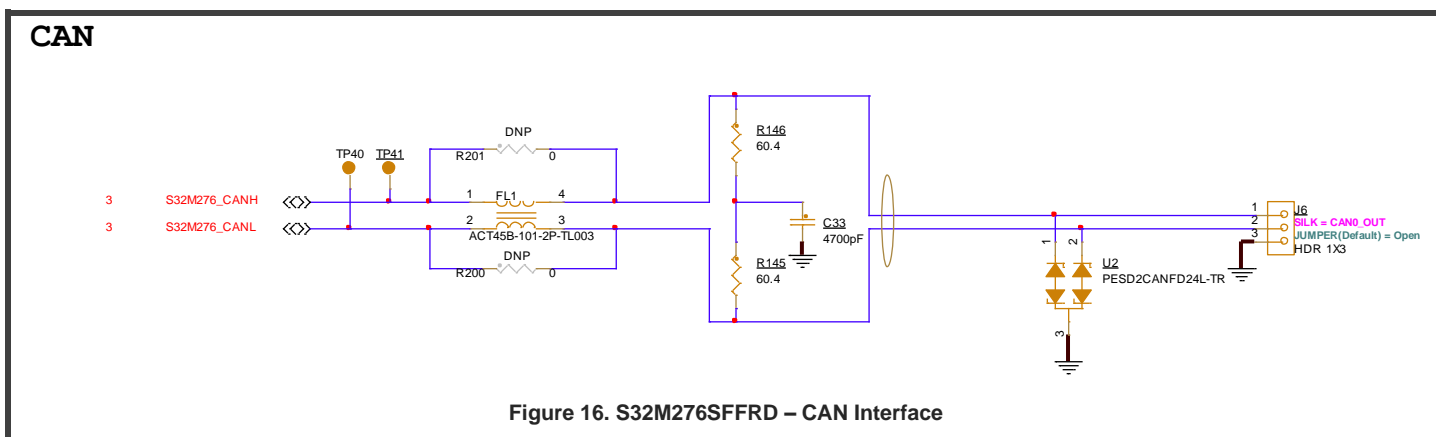 CAN
DNP
R201
0
TP40
TP41
3
S32M276_CANH
1
FL1
4
3
S32M276_CANL
2
3
ACT45B-101-2P-TL003
DNP
R200
0
R146
60.4
C33
4700pF
R145
60.4
1
2
U2
PESD2CANFD24L-TR
3
1
2
3
J6
SILK = CAN0_OUT
JUMPER(Default) = Open
HDR 1X3
Figure 16. S32M276SFFRD – CAN Interface